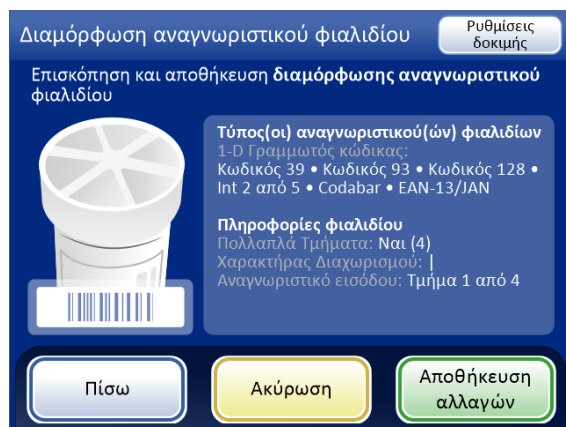 Διαμόρφωση αναγνωριστικού φιαλιδίου
Ρυθμίσεις
δοκιμής
Επισκόπηση και αποθήκευση διαμόρφωσης αναγνωριστικού
φιαλιδίου
Τύπος(οι) αναγνωριστικού(ών) φιαλιδίων
1-D Γραμμωτός κώδικας:
Κωδικός 39 • Κωδικός 93 • Κωδικός 128 •
Int 2 από 5 • Codabar • EAN-13/JAN
Πληροφορίες φιαλιδίου
Πολλαπλά Τμήματα: Ναι (4)
Χαρακτήρας Διαχωρισμού: |
Αναγνωριστικό εισόδου: Τμήμα 1 από 4
Πίσω
Ακύρωση
Αποθήκευση
αλλαγών